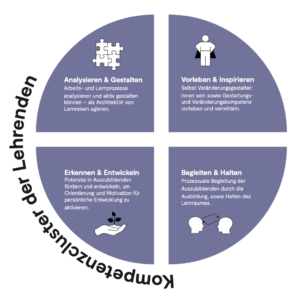 Kompetenzcluster der Lehrenden
Analysieren & Gestalten
Arbeits- und Lernprozesse
analysieren und aktiv gestalten
können – als Architekt:in von
Lernreisen agieren.
Vorleben & Inspirieren
Selbst Veränderungsgestalter:
innen sein sowie Gestaltungs-
und Veränderungskompetenz
vorleben und vermitteln.
Erkennen & Entwickeln
Potenzial in Auszubildenden
fördern und entwickeln, um
Orientierung und Motivation für
persönliche Entwicklung zu
aktivieren.
Begleiten & Halten
Prozessuale Begleitung der
Auszubildenden durch die
Ausbildung, sowie Halten des
Lernraumes.